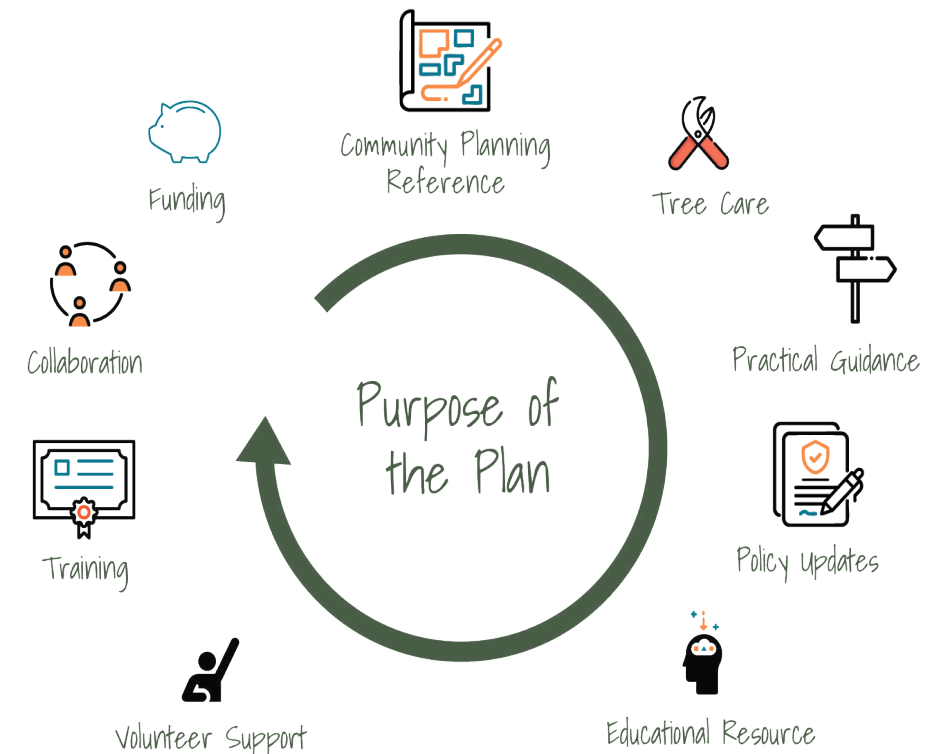 Community Planning
Reference
Funding
Tree Care
Collaboration
Practical Guidance
Purpose of
the Plan
Training
Policy Updates
Volunteer Support
Educational Resource